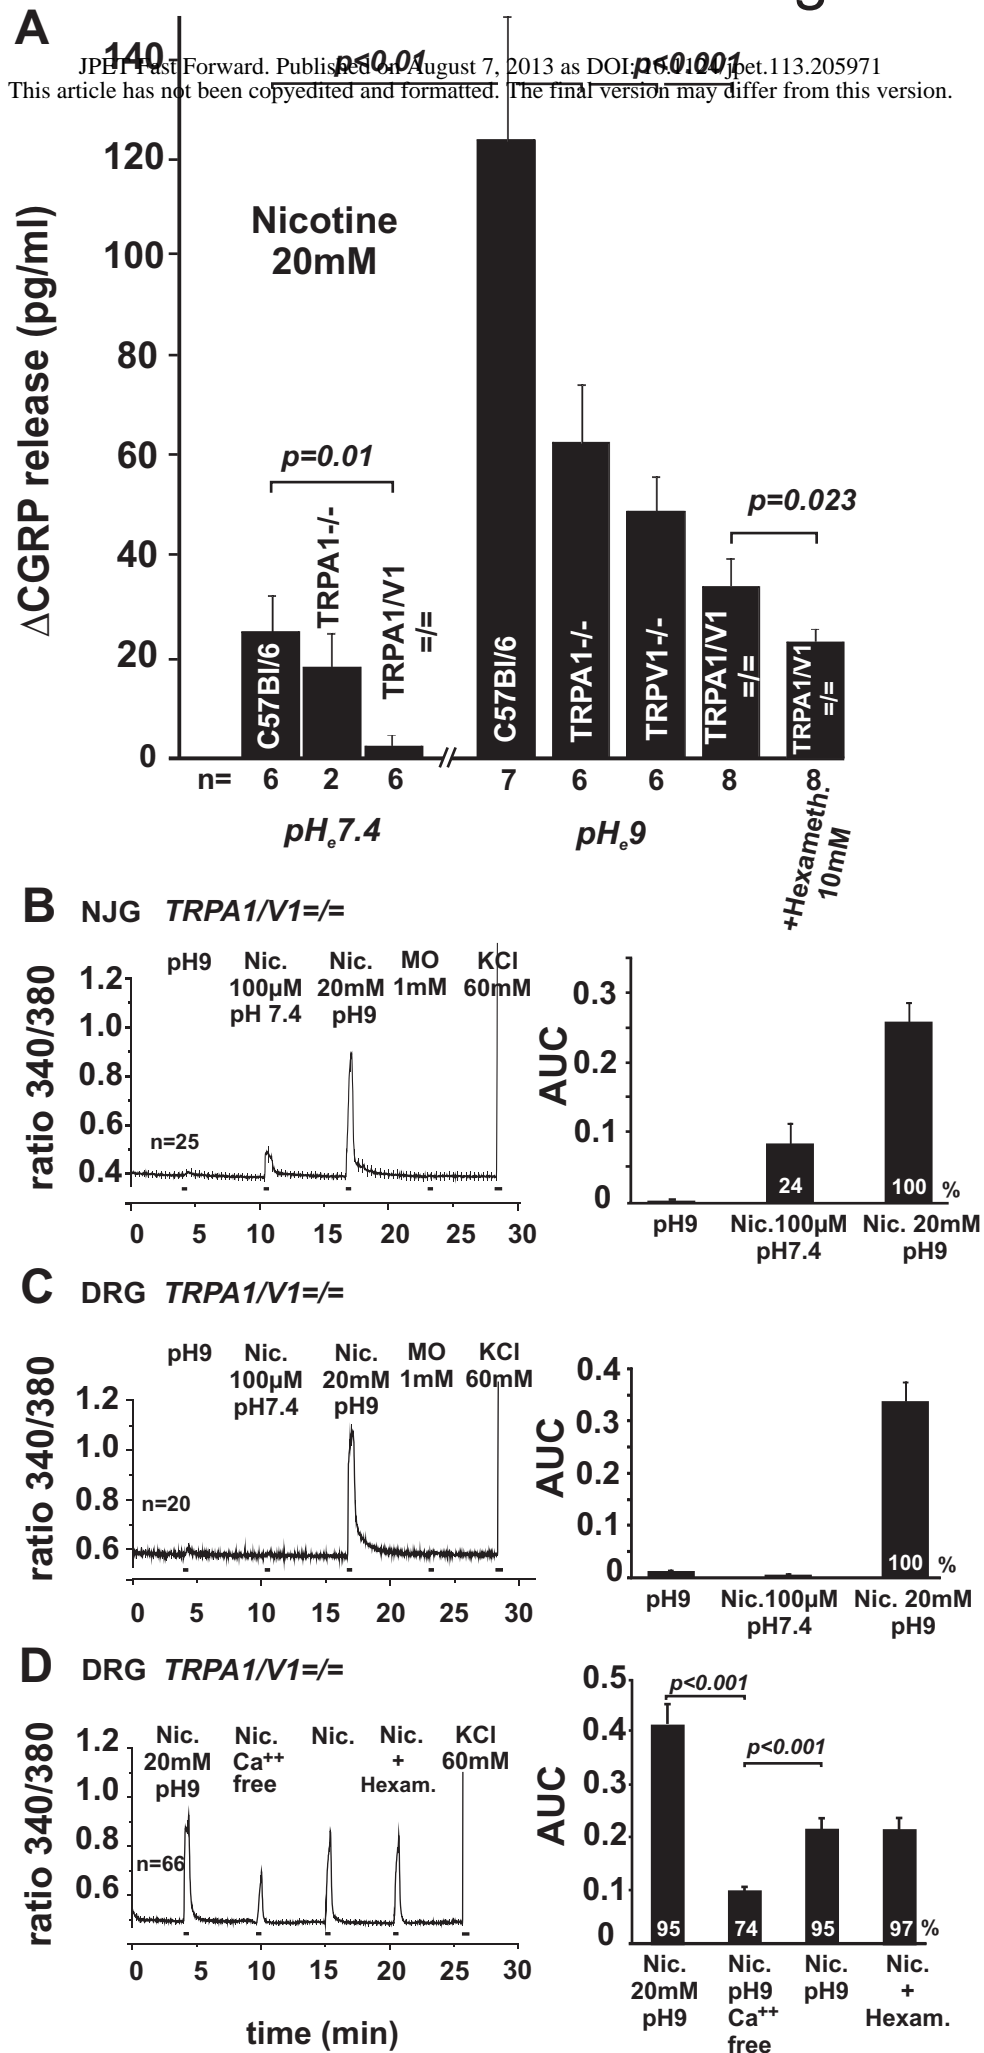 g
A
JPET Fast Forward. Published on August 7, 2013 as DOI: 10.1124/jpet.113.205971
This article has not been copyedited and formatted. The final version may differ from this version.
140
p<0.01
p<0.001
120
100
80
60
40
20
0
ΔCGRP release (pg/ml)
Nicotine
20mM
p=0.01
p=0.023
C57Bl/6
TRPA1-/-
TRPA1/V1
=/=
C57Bl/6
TRPA1-/-
TRPV1-/-
TRPA1/V1
=/=
TRPA1/V1
=/=
n= 6 2 6 7 6 6 8 8
pHe7.4
pHe9
+Hexameth.
10mM
B NJG TRPA1/V1=/=
ratio 340/380
1.2
1.0
0.8
0.6
0.4
pH9
Nic.
100µM
pH 7.4
Nic.
20mM
pH9
MO
1mM
KCl
60mM
n=25
0 5 10 15 20 25 30
AUC
0.3
0.2
0.1
0
24
100 %
pH9
Nic.100µM
pH7.4
Nic. 20mM
pH9
C DRG TRPA1/V1=/=
ratio 340/380
1.2
1.0
0.8
0.6
pH9
Nic.
100µM
pH7.4
Nic.
20mM
pH9
MO
1mM
KCl
60mM
n=20
0 5 10 15 20 25 30
AUC
0.4
0.3
0.2
0.1
0
100 %
pH9
Nic.100µM
pH7.4
Nic. 20mM
pH9
D DRG TRPA1/V1=/=
ratio 340/380
1.2
1.0
0.8
0.6
Nic.
20mM
pH9
Nic.
Ca++
free
Nic.
Nic.
+
Hexam.
KCl
60mM
n=66
0 5 10 15 20 25 30
time (min)
AUC
0.5
0.4
0.3
0.2
0.1
0
p<0.001
p<0.001
95
74
95
97 %
Nic.
20mM
pH9
Nic.
pH9
Ca++
free
Nic.
pH9
Nic.
+
Hexam.